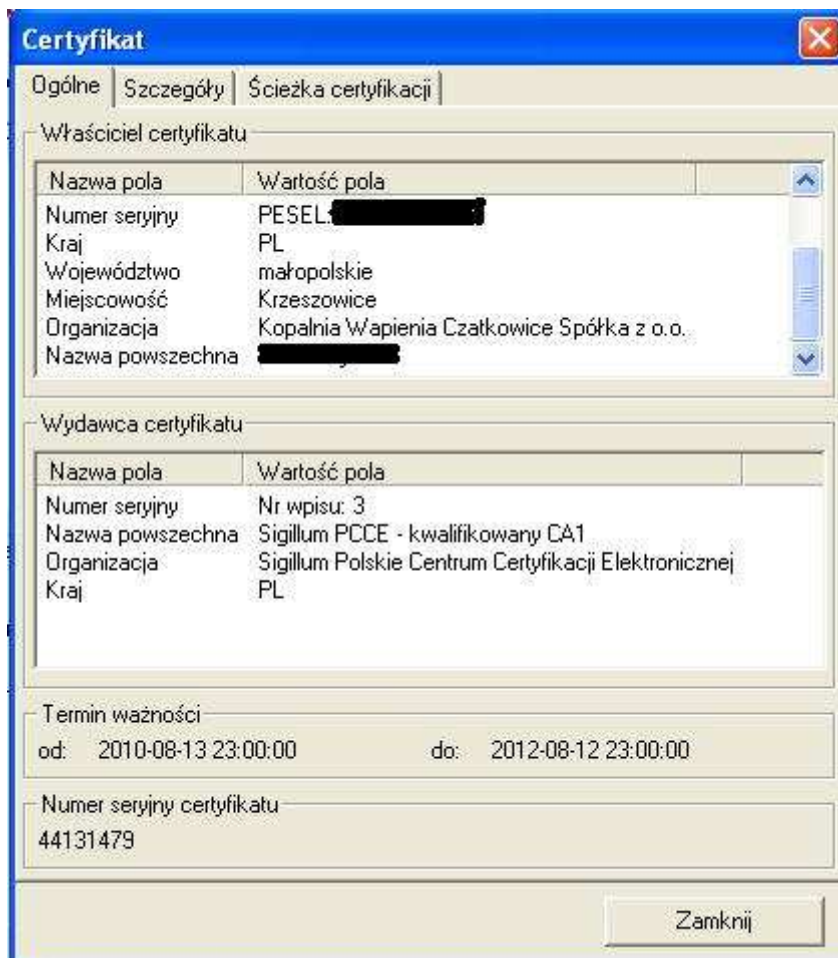 Certyfikat
Ogólne Szczegóły Ścieżka certyfikacji
Właściciel certyfikatu
Nazwa pola Wartość pola
Numer seryjny PESEL:
Kraj PL
Województwo małopolskie
Miejscowość Krzeszowice
Organizacja Kopalnia Wapienia Czatkowice Spółka z o.o.
Nazwa powszechna
Wydawca certyfikatu
Nazwa pola Wartość pola
Numer seryjny Nr wpisu: 3
Nazwa powszechna Sigillum PCCE - kwalifikowany CA1
Organizacja Sigillum Polskie Centrum Certyfikacji Elektronicznej
Kraj PL
Termin ważności
od: 2010-08-13 23:00:00 do: 2012-08-12 23:00:00
Numer seryjny certyfikatu
44131479
Zamknij